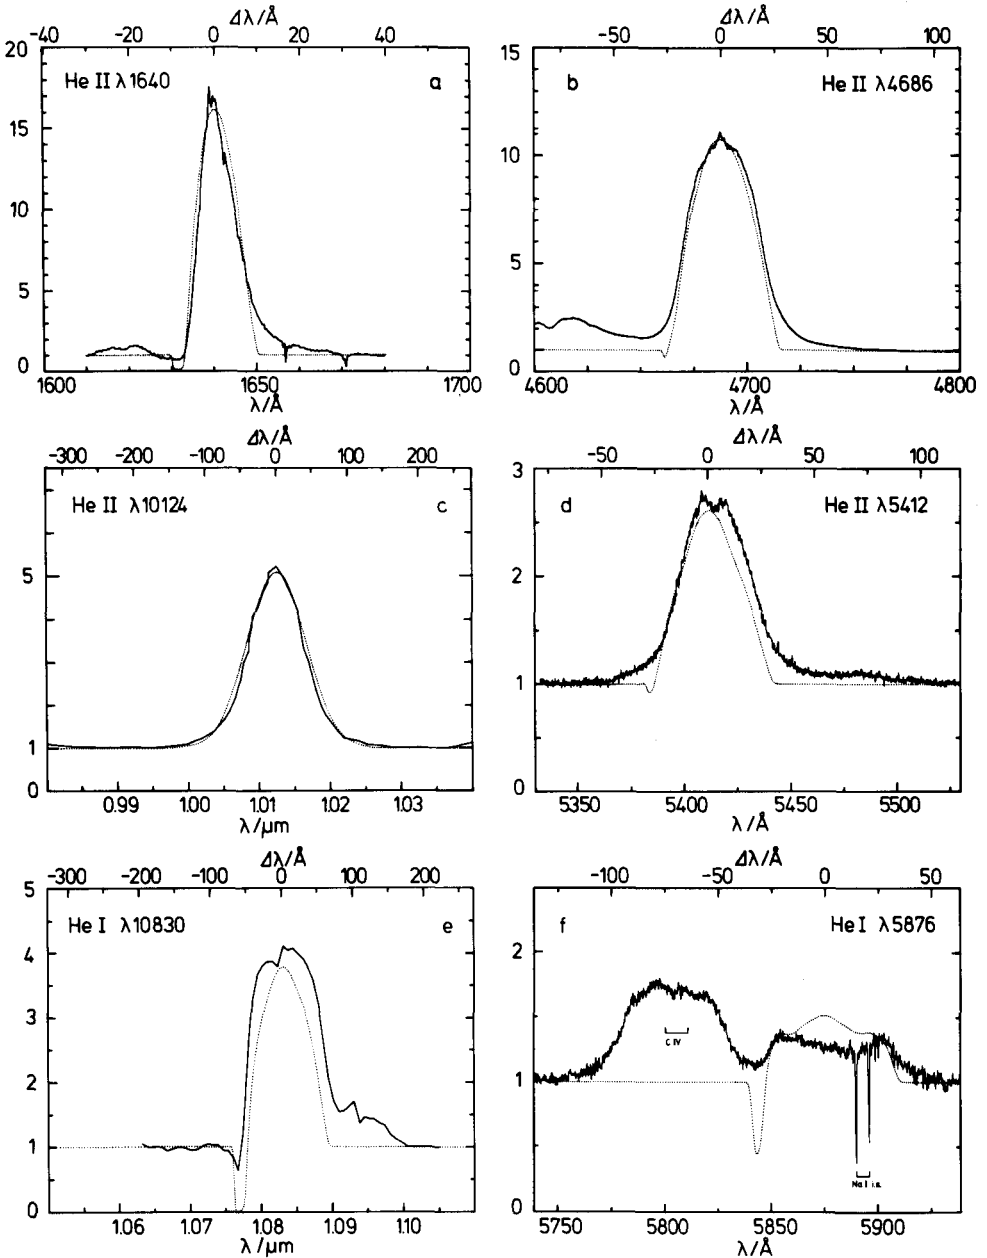 Δλ/Å
-40 -20 0 20 40
20
15
10
5
0
He II λ1640
a
1600 1650 1700
λ/Å
Δλ/Å
-50 0 50 100
15
10
5
0
b
He II λ4686
4600 4700 4800
λ/Å
Δλ/Å
-300 -200 -100 0 100 200
5
1
0
He II λ10124
c
0.99 1.00 1.01 1.02 1.03
λ/μm
Δλ/Å
-50 0 50 100
3
2
1
0
d
He II λ5412
5350 5400 5450 5500
λ/Å
Δλ/Å
-300 -200 -100 0 100 200
5
4
3
2
1
0
He I λ10830
e
1.06 1.07 1.08 1.09 1.10
λ/μm
Δλ/Å
-100 -50 0 50
2
1
0
f
He I λ5876
C IV
Na I i.s.
5750 5800 5850 5900
λ/Å